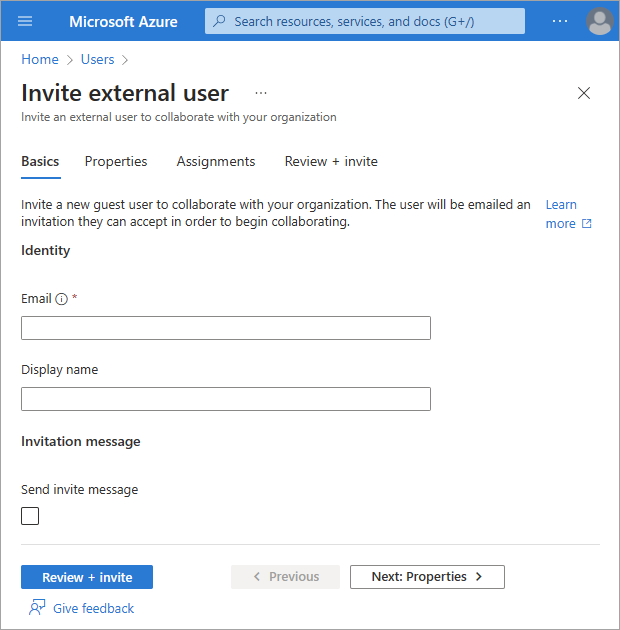 Microsoft Azure
Search resources, services, and docs (G+/)
...
Home > Users >
Invite external user ...
Invite an external user to collaborate with your organization
Basics Properties Assignments Review + invite
Invite a new guest user to collaborate with your organization. The user will be emailed an
invitation they can accept in order to begin collaborating.
Learn
more
Identity
Email *
Display name
Invitation message
Send invite message
Review + invite < Previous Next: Properties >
Give feedback